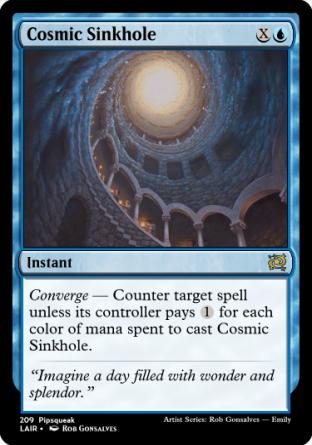 Cosmic Sinkhole X
Instant
Converge — Counter target spell
unless its controller pays 1 for each
color of mana spent to cast Cosmic
Sinkhole.
“Imagine a day filled with wonder and
splendor.”
209 Pipsqueak Artist Series: Rob Gonsalves — Emily
LAIR • Rob Gonsalves